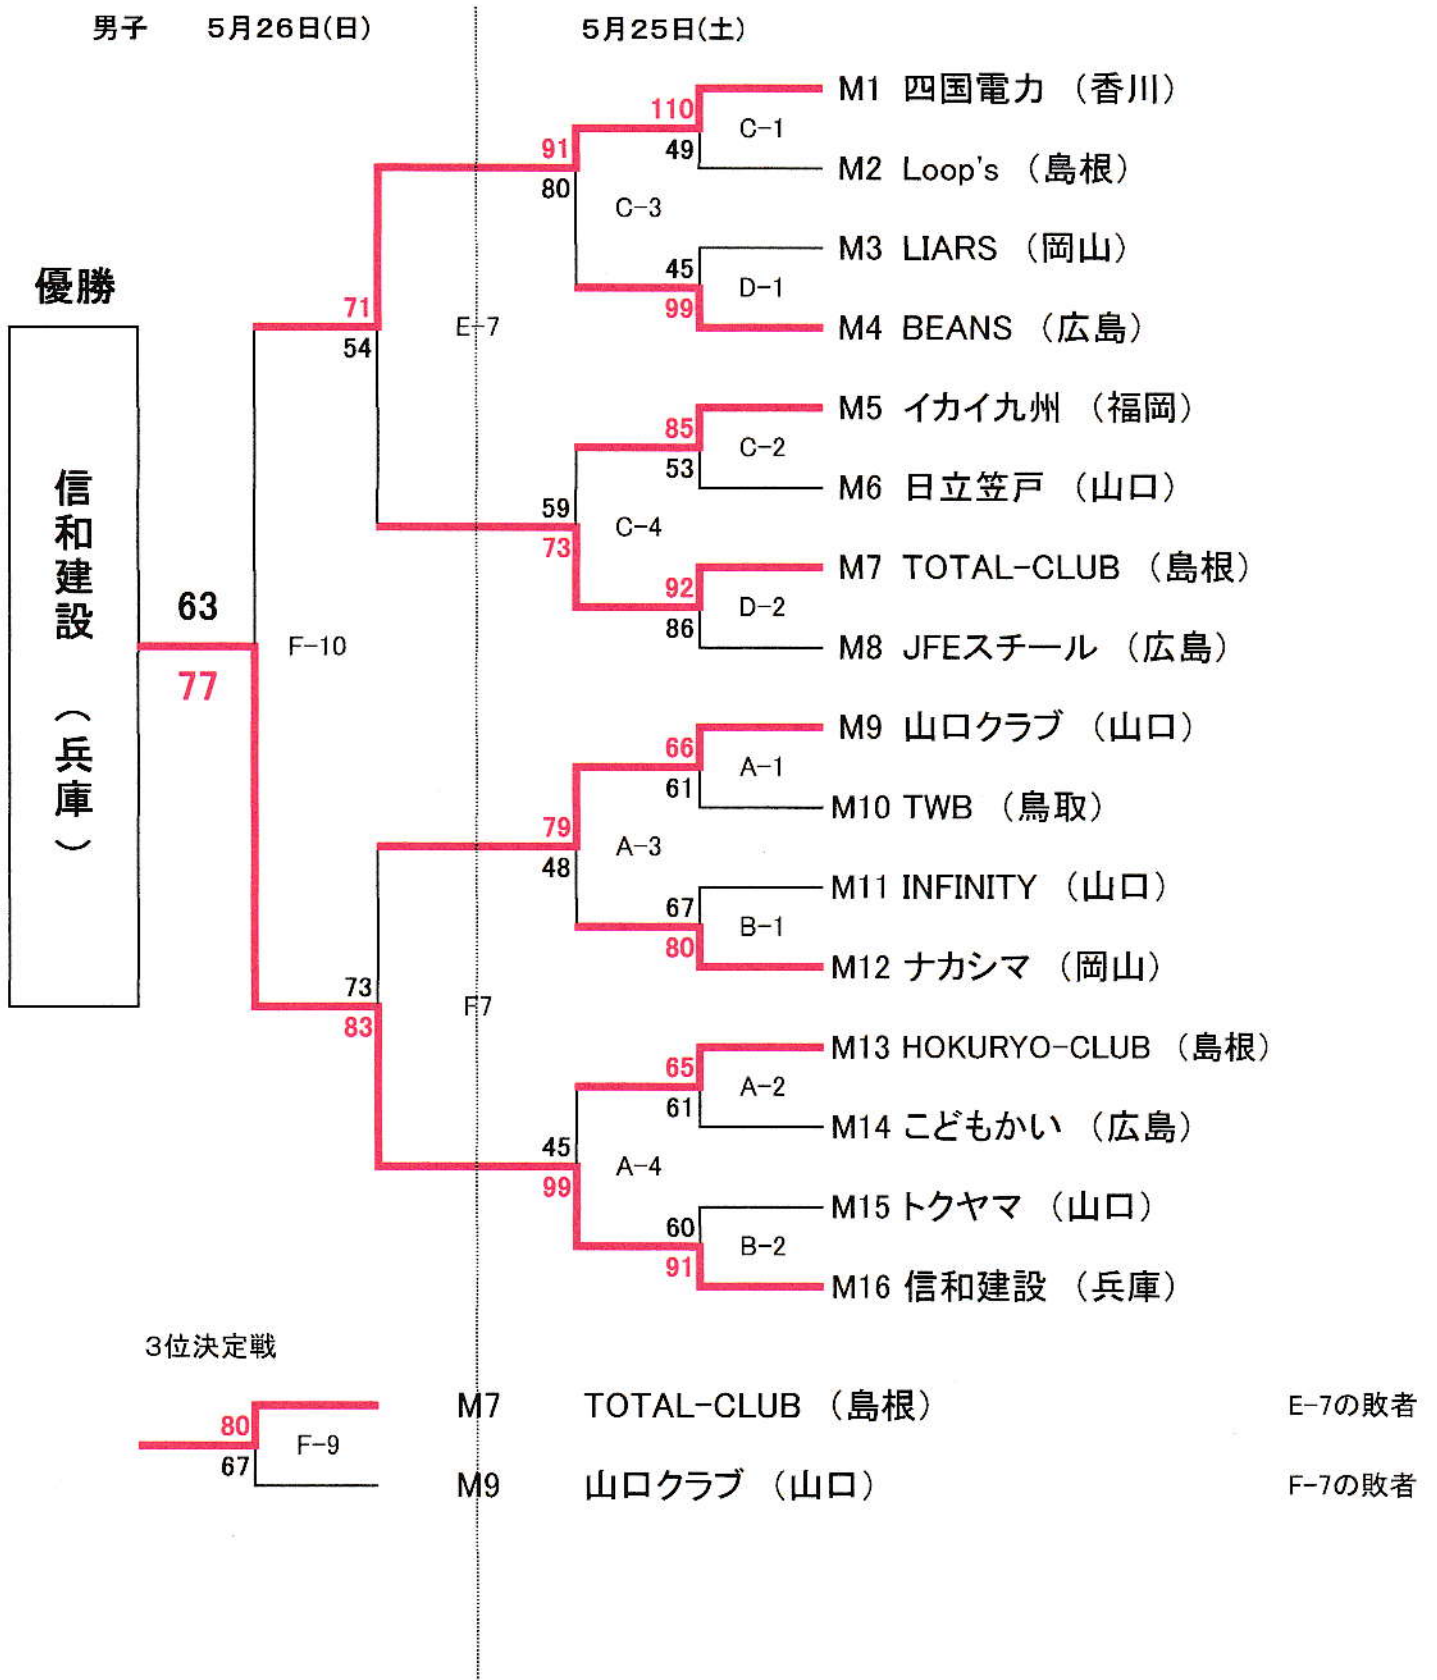 男子 5月26日(日) 5月25日(土)
M1 四国電力 （香川）
110
C-1
91
49
M2 Loop's （島根）
80
C-3
M3 LIARS （岡山）
45
D-1
優勝
99
M4 BEANS （広島）
71
E-7
54
M5 イカイ九州 （福岡）
85
C-2
53
M6 日立笠戸 （山口）
59
C-4
73
M7 TOTAL-CLUB （島根）
92
D-2
63
86
M8 JFEスチール （広島）
F-10
77
信和建設 （兵庫）
M9 山口クラブ （山口）
66
A-1
61
M10 TWB （鳥取）
79
A-3
48
M11 INFINITY （山口）
67
B-1
80
M12 ナカシマ （岡山）
73
F7
83
M13 HOKURYO-CLUB （島根）
65
A-2
61
M14 こどもかい （広島）
45
A-4
99
M15 トクヤマ （山口）
60
B-2
91
M16 信和建設 （兵庫）
3位決定戦
M7 TOTAL-CLUB （島根） E-7の敗者
80
F-9
67
M9 山口クラブ （山口） F-7の敗者